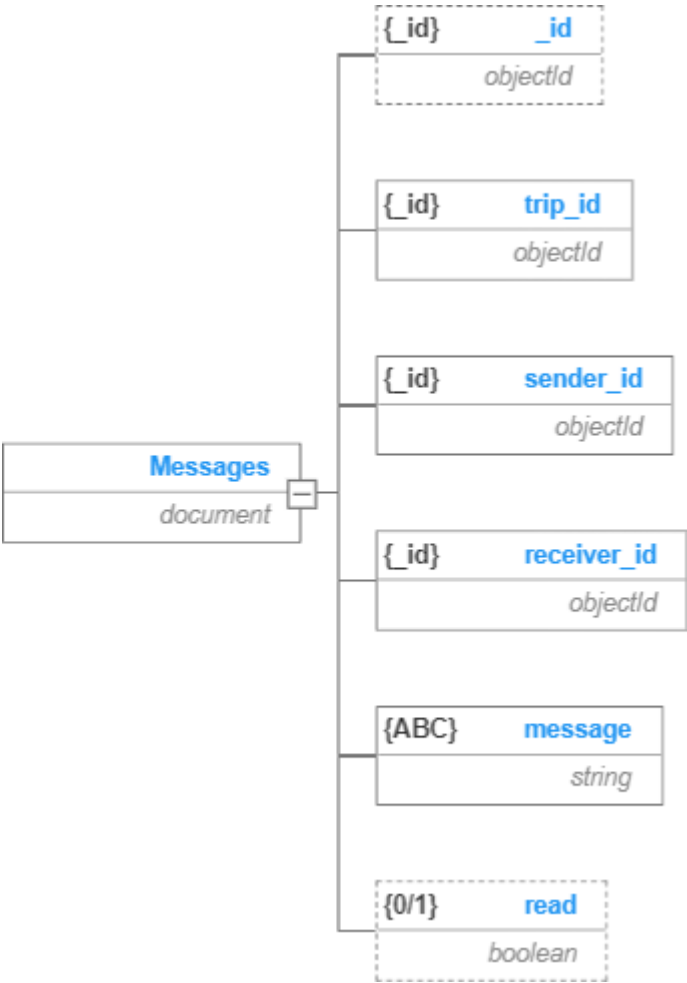 {_id} _id
objectId
{_id} trip_id
objectId
{_id} sender_id
objectId
Messages
document
{_id} receiver_id
objectId
{ABC} message
string
{0/1} read
boolean